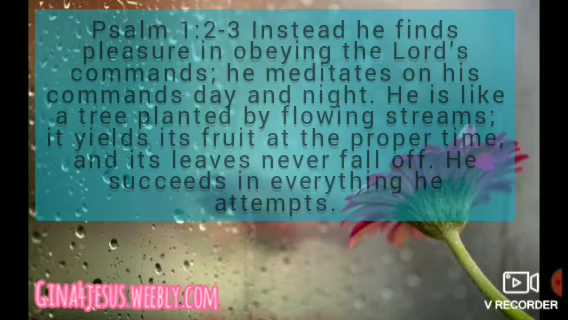 Psalm 1:2-3 Instead he finds
pleasure in obeying the Lord's
commands; he meditates on his
commands day and night. He is like
a tree planted by flowing streams;
it yields its fruit at the proper time,
and its leaves never fall off. He
succeeds in everything he
attempts.
Gina4jesus.weebly.com
V RECORDER